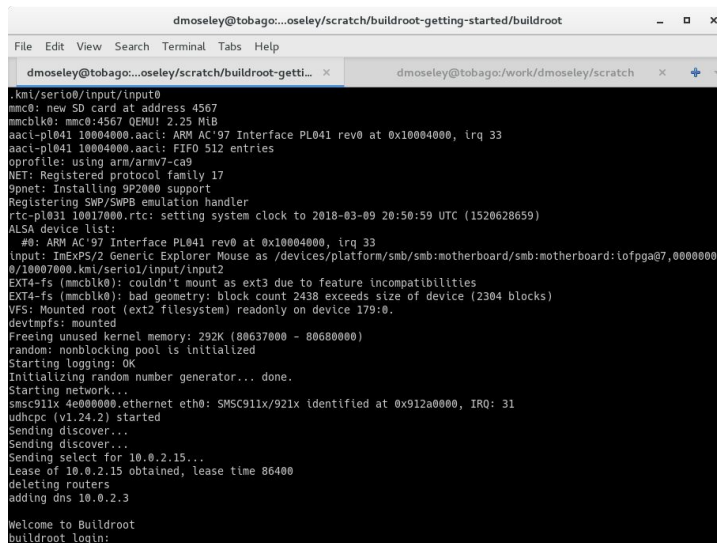 dmoseley@tobago:...oseley/scratch/buildroot-getting-started/buildroot
File Edit View Search Terminal Tabs Help
dmoseley@tobago:...oseley/scratch/buildroot-getti... × dmoseley@tobago:/work/dmoseley/scratch ×
.kmi/serio0/input/input0
mmc0: new SD card at address 4567
mmcblk0: mmc0:4567 QEMU! 2.25 MiB
aaci-pl041 10004000.aaci: ARM AC'97 Interface PL041 rev0 at 0x10004000, irq 33
aaci-pl041 10004000.aaci: FIFO 512 entries
oprofile: using arm/armv7-ca9
NET: Registered protocol family 17
9pnet: Installing 9P2000 support
Registering SWP/SWPB emulation handler
rtc-pl031 10017000.rtc: setting system clock to 2018-03-09 20:50:59 UTC (1520628659)
ALSA device list:
#0: ARM AC'97 Interface PL041 rev0 at 0x10004000, irq 33
input: ImExPS/2 Generic Explorer Mouse as /devices/platform/smb/smb:motherboard/smb:motherboard:iofpga@7,0000000
0/10007000.kmi/serio1/input/input2
EXT4-fs (mmcblk0): couldn't mount as ext3 due to feature incompatibilities
EXT4-fs (mmcblk0): bad geometry: block count 2438 exceeds size of device (2304 blocks)
VFS: Mounted root (ext2 filesystem) readonly on device 179:0.
devtmpfs: mounted
Freeing unused kernel memory: 292K (80637000 - 80680000)
random: nonblocking pool is initialized
Starting logging: OK
Initializing random number generator... done.
Starting network...
smsc911x 4e000000.ethernet eth0: SMSC911x/921x identified at 0x912a0000, IRQ: 31
udhcpc (v1.24.2) started
Sending discover...
Sending discover...
Sending select for 10.0.2.15...
Lease of 10.0.2.15 obtained, lease time 86400
deleting routers
adding dns 10.0.2.3
Welcome to Buildroot
buildroot login: